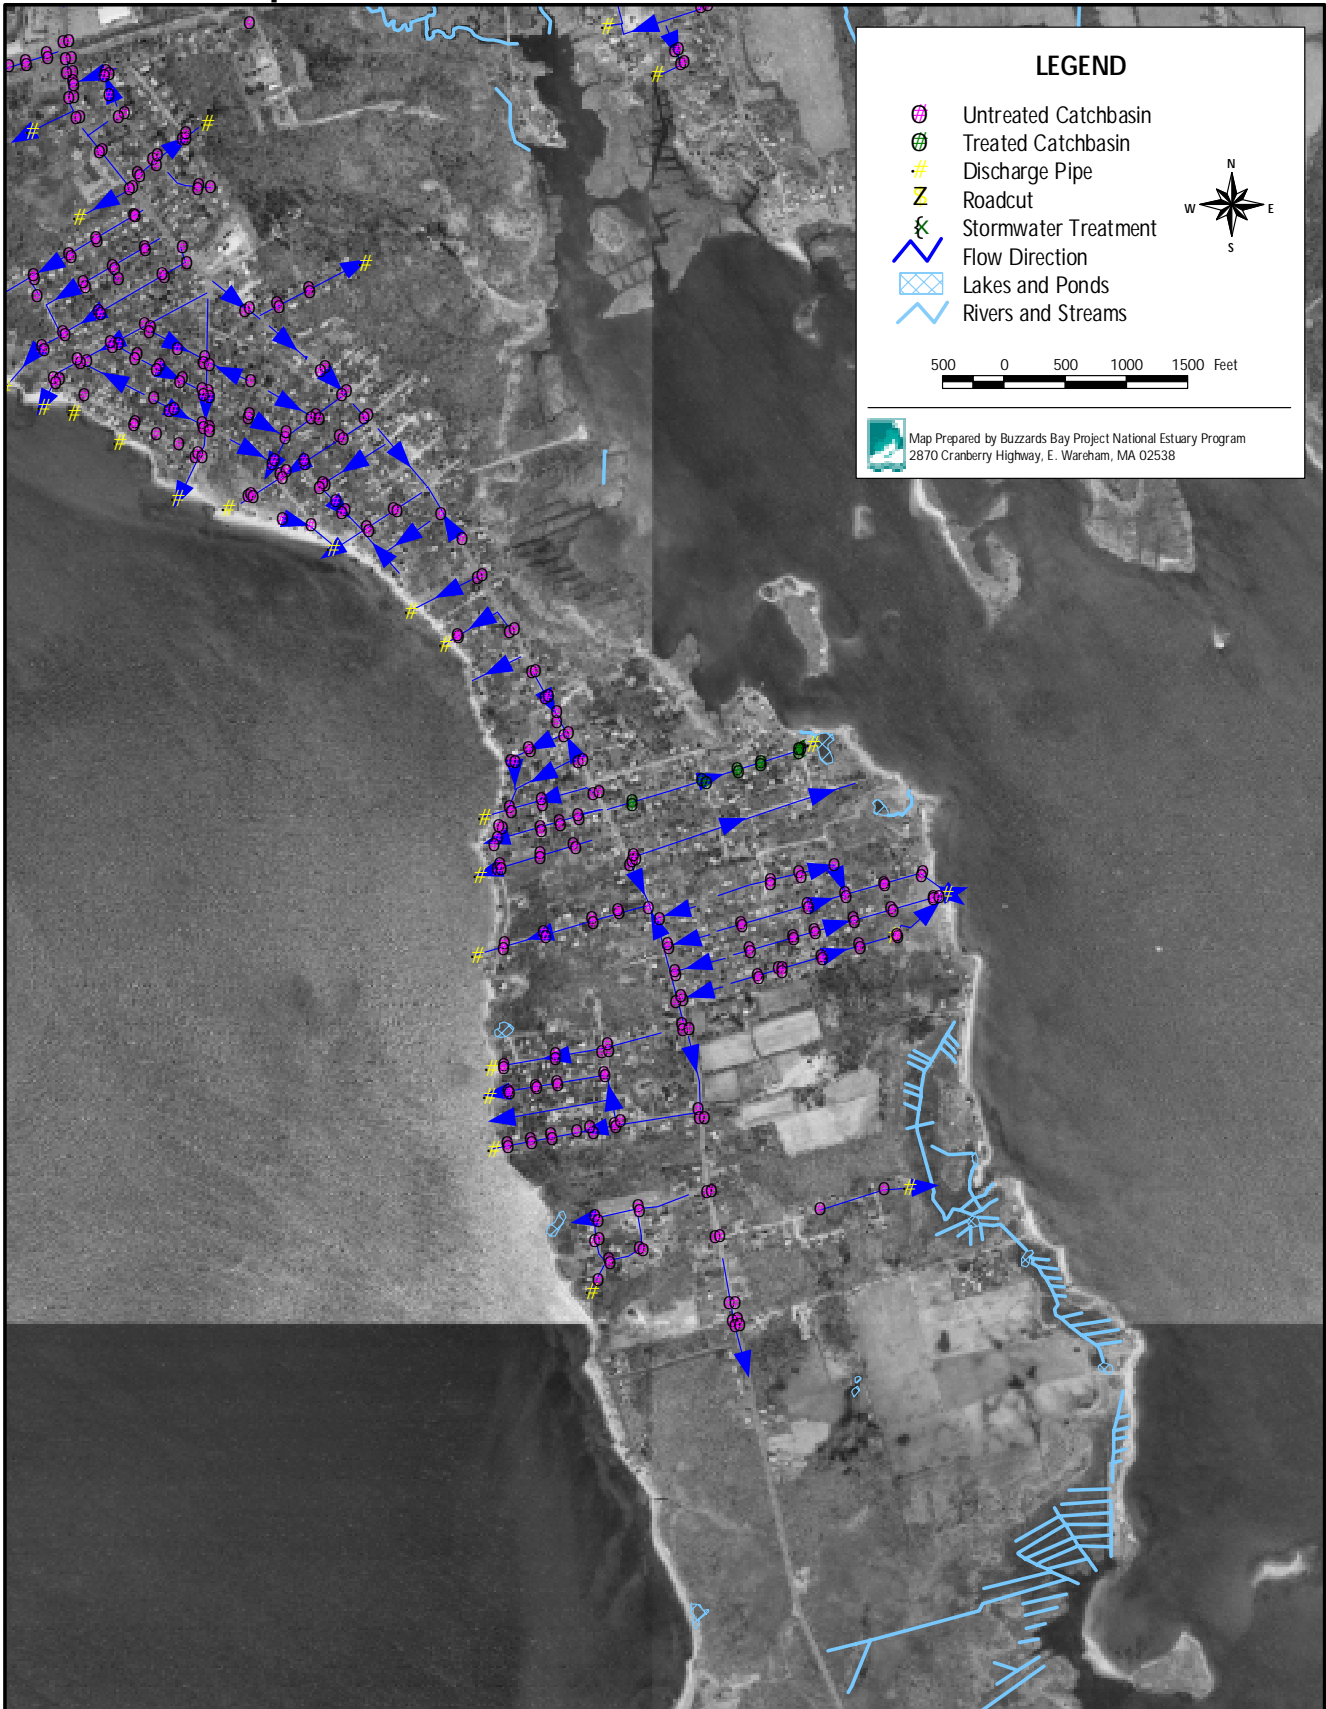 LEGEND
Untreated Catchbasin
Treated Catchbasin
Discharge Pipe
Roadcut
Stormwater Treatment
Flow Direction
Lakes and Ponds
Rivers and Streams
N
W E
S
500 0 500 1000 1500 Feet
Map Prepared by Buzzards Bay Project National Estuary Program
2870 Cranberry Highway, E. Wareham, MA 02538